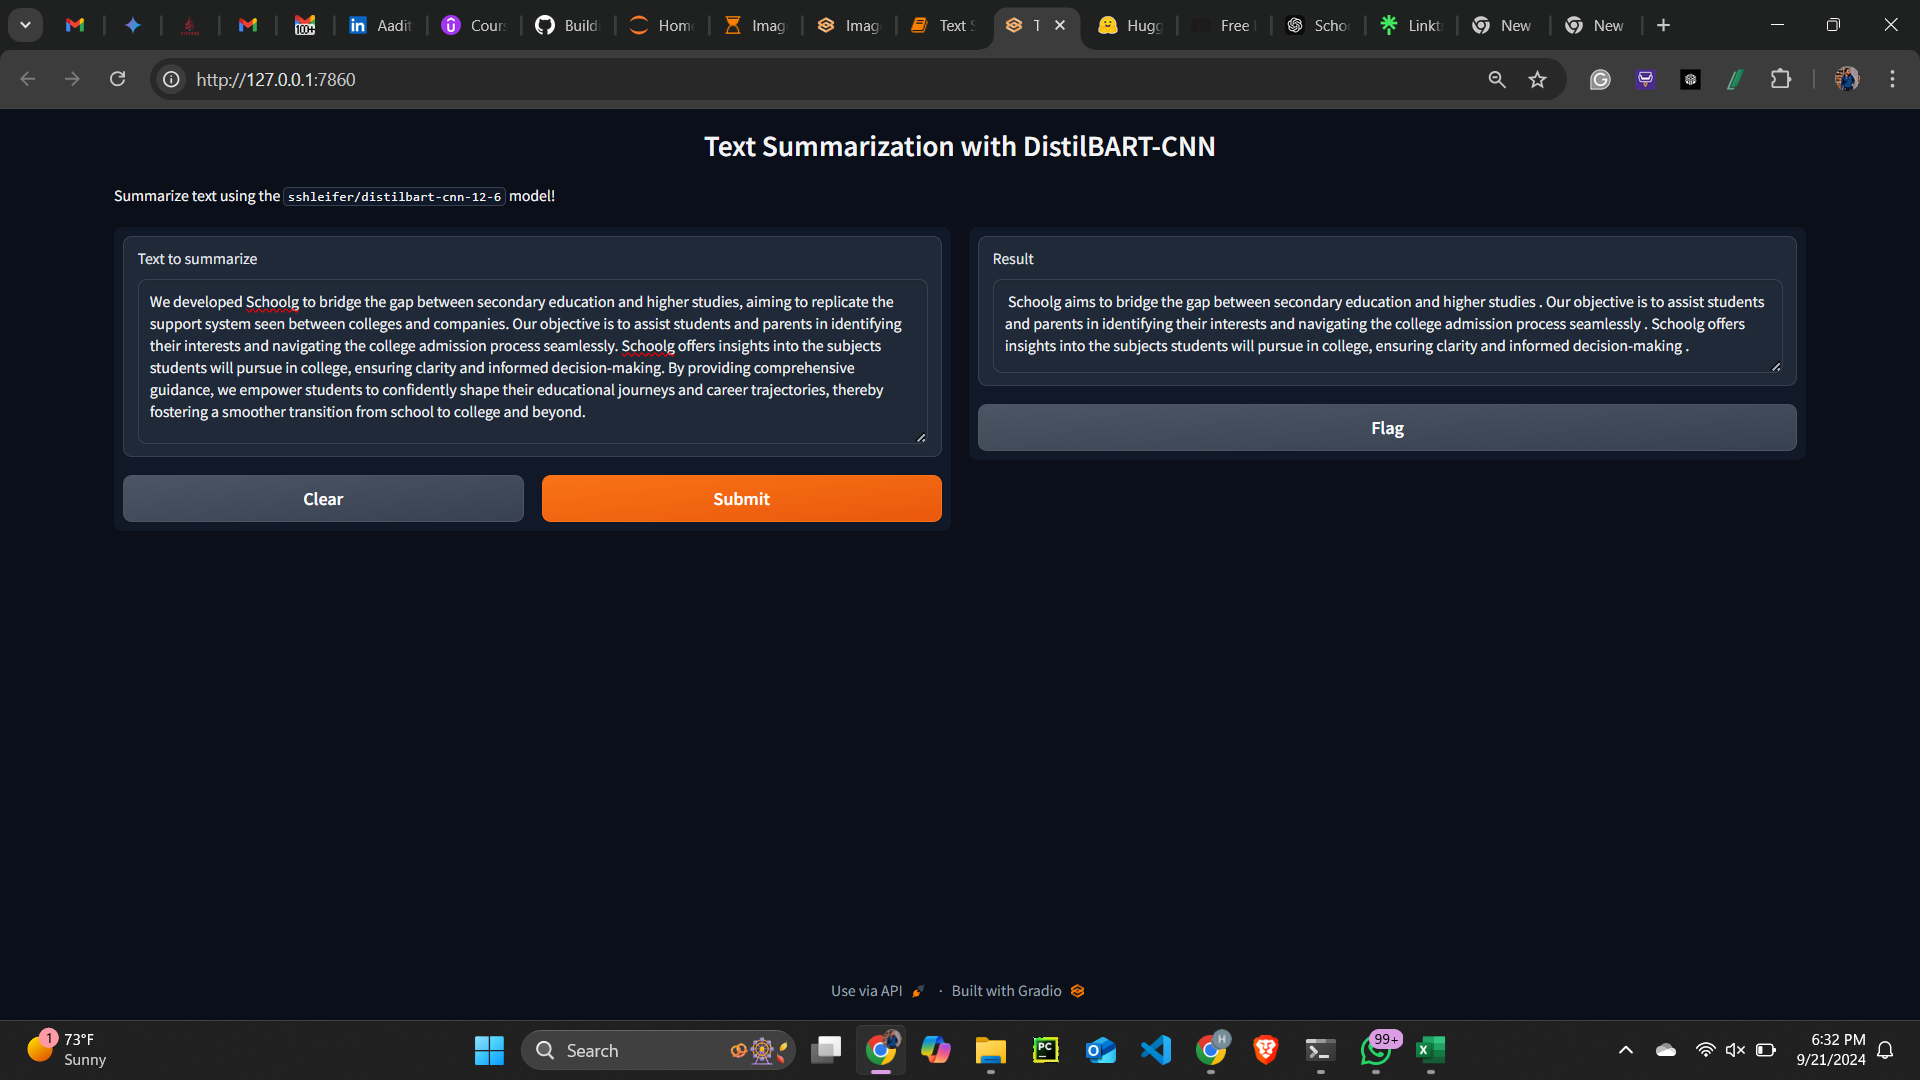 100+
Aadit
Cours
Buildi
Hom
Imag
Imag
Text S
T
Hugg
Free
Schoo
Linktr
New
New
http://127.0.0.1:7860
Text Summarization with DistilBART-CNN
Summarize text using the sshleifer/distilbart-cnn-12-6 model!
Text to summarize
We developed Schoolg to bridge the gap between secondary education and higher studies, aiming to replicate the
support system seen between colleges and companies. Our objective is to assist students and parents in identifying
their interests and navigating the college admission process seamlessly. Schoolg offers insights into the subjects
students will pursue in college, ensuring clarity and informed decision-making. By providing comprehensive
guidance, we empower students to confidently shape their educational journeys and career trajectories, thereby
fostering a smoother transition from school to college and beyond.
Clear
Submit
Result
Schoolg aims to bridge the gap between secondary education and higher studies . Our objective is to assist students
and parents in identifying their interests and navigating the college admission process seamlessly . Schoolg offers
insights into the subjects students will pursue in college, ensuring clarity and informed decision-making .
Flag
Use via API · Built with Gradio
1
73°F
Sunny
Search
PC
H
99+
6:32 PM
9/21/2024